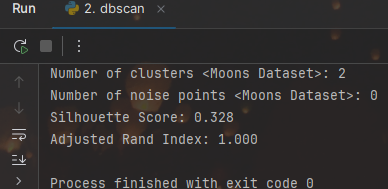 Run
2. dbscan
Number of clusters <Moons Dataset>: 2
Number of noise points <Moons Dataset>: 0
Silhouette Score: 0.328
Adjusted Rand Index: 1.000
Process finished with exit code 0